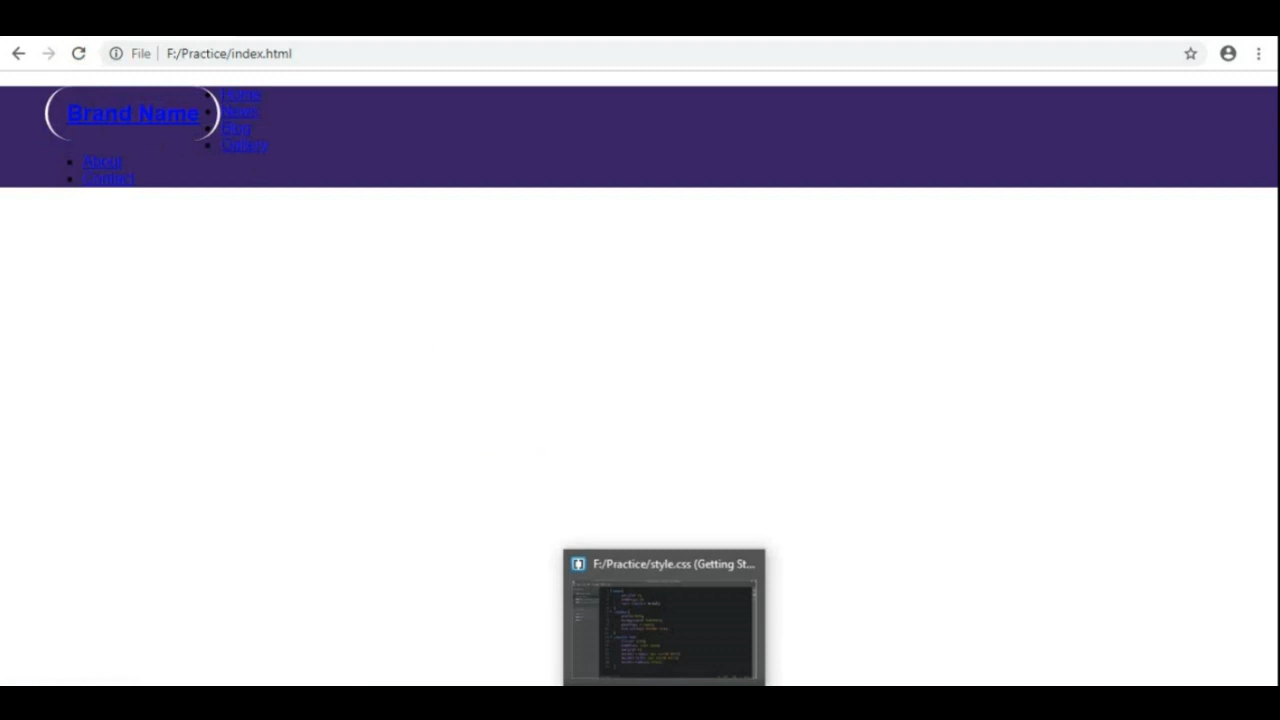 File F:/Practice/index.html
Brand Name
Home
News
Blog
Gallery
About
Contact
F:/Practice/style.css (Getting St...